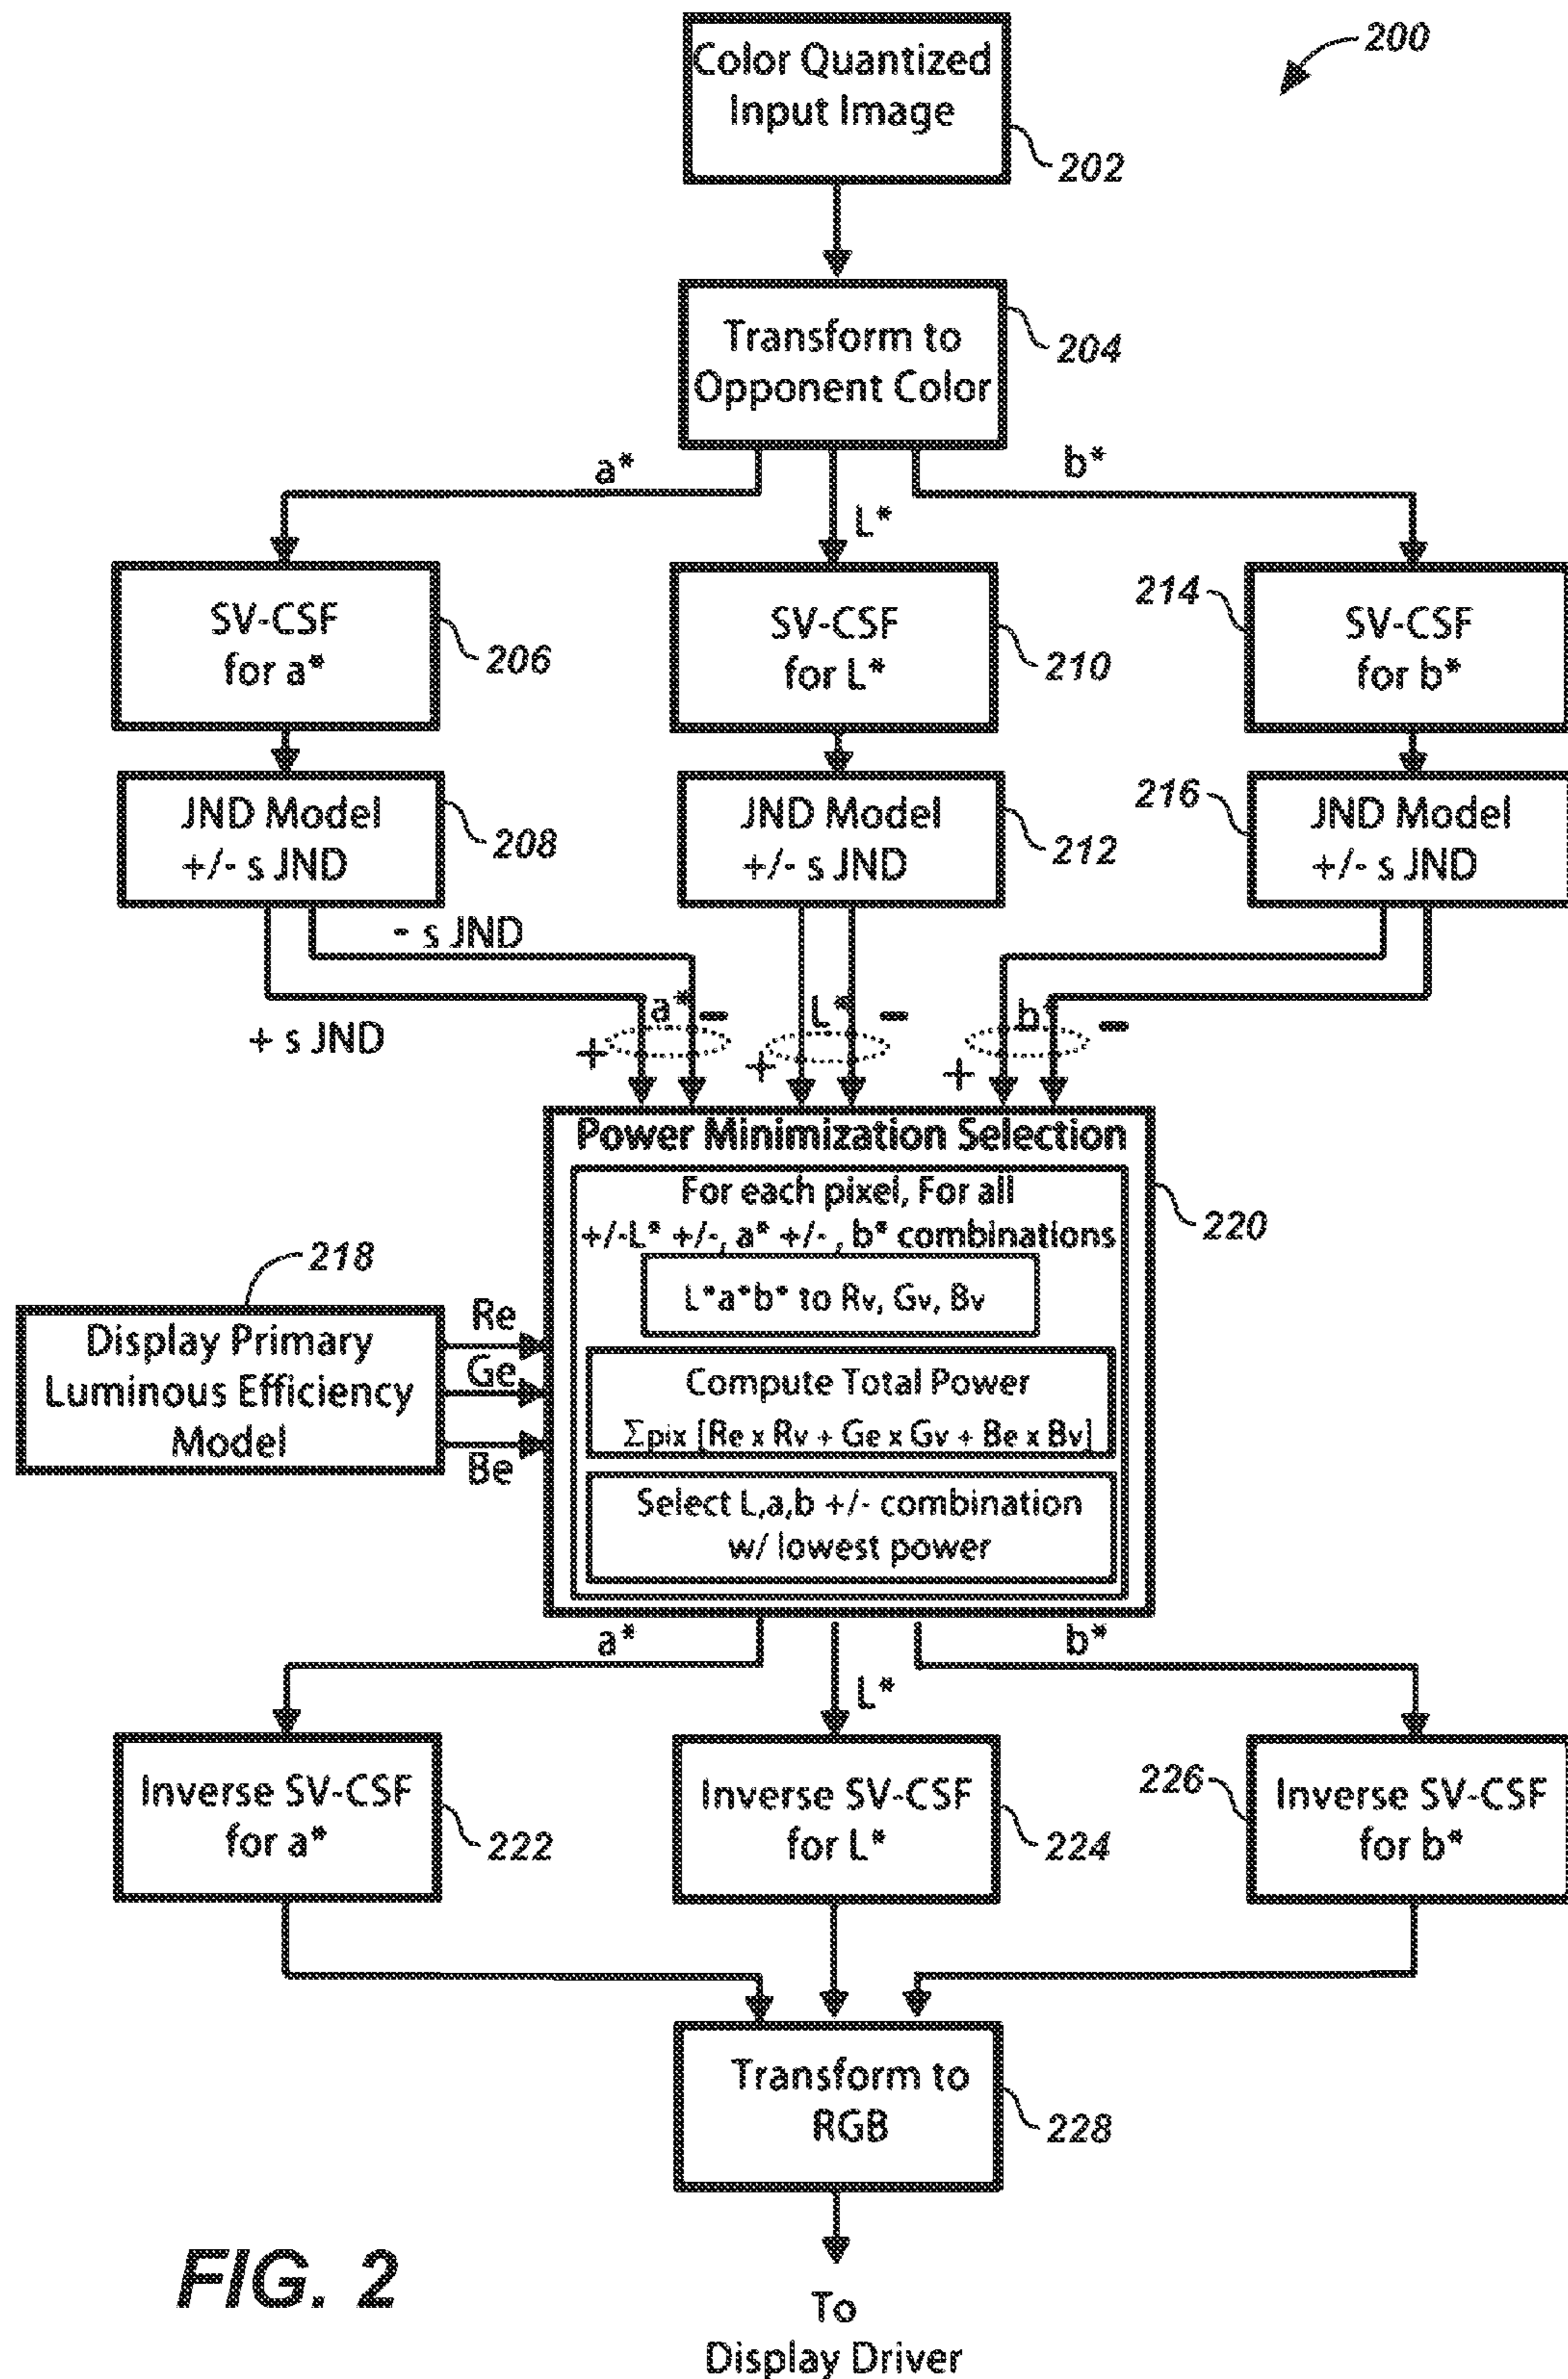 200
Color Quantized
Input Image
202
Transform to
Opponent Color
204
a*
L*
b*
SV-CSF
for a*
206
SV-CSF
for L*
210
214
SV-CSF
for b*
JND Model
+/- s JND
208
JND Model
+/- s JND
212
216
JND Model
+/- s JND
- s JND
+ s JND
+ a* -
+ L* -
+ b* -
Power Minimization Selection
220
For each pixel, For all
+/-L* +/-, a* +/- , b* combinations
L*a*b* to Rv, Gv, Bv
Compute Total Power
Σpix [Re x Rv + Ge x Gv + Be x Bv]
Select L,a,b +/- combination
w/ lowest power
218
Display Primary
Luminous Efficiency
Model
Re
Ge
Be
a*
L*
b*
Inverse SV-CSF
for a*
222
Inverse SV-CSF
for L*
224
226
Inverse SV-CSF
for b*
Transform to
RGB
228
To
Display Driver
FIG. 2